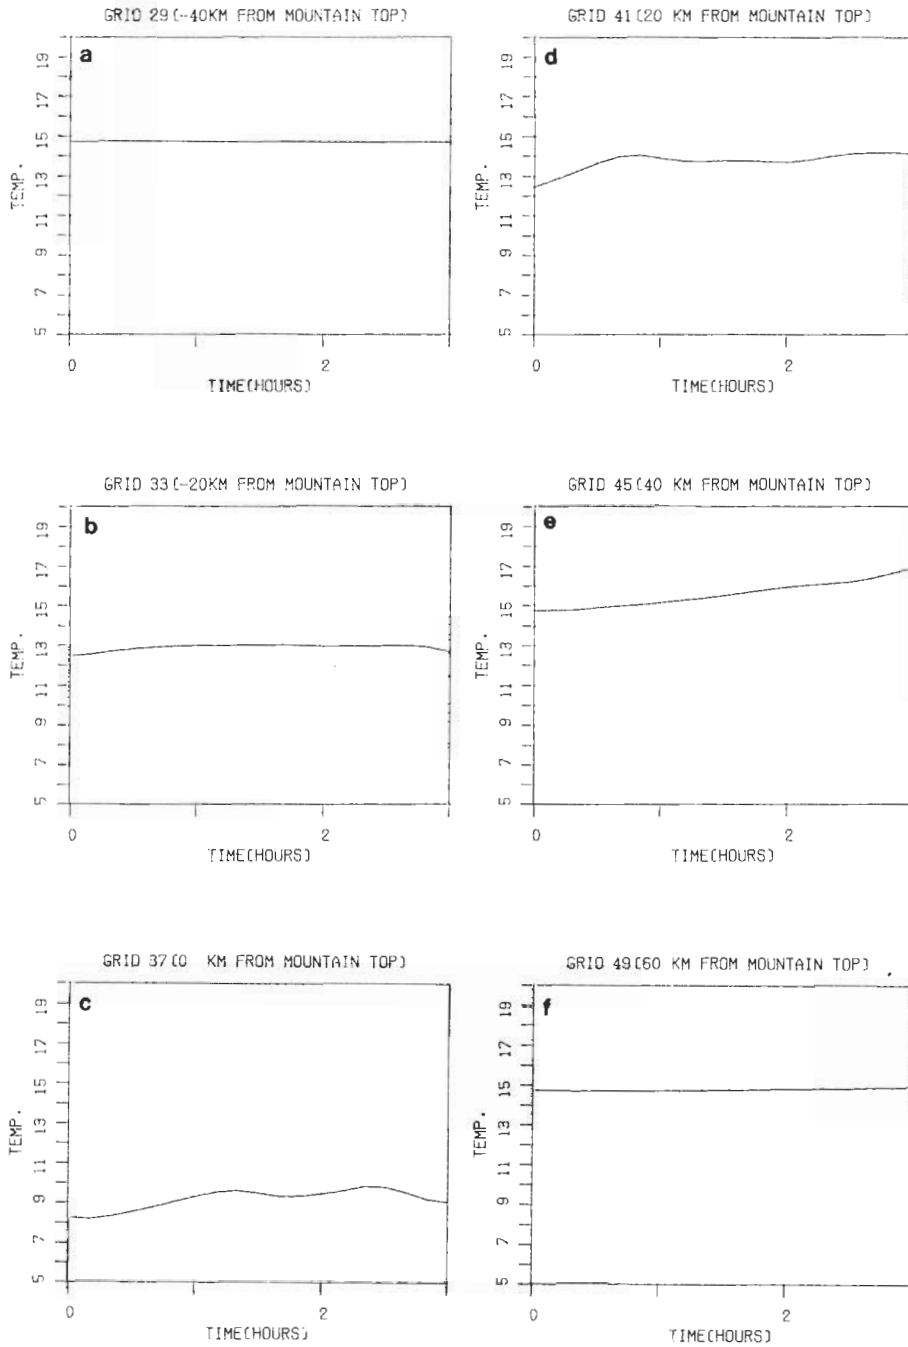 GRID 29(-40KM FROM MOUNTAIN TOP)
a
19
17
15
13
11
9
7
5
TEMP.
0 2
TIME(HOURS)
GRID 41(20 KM FROM MOUNTAIN TOP)
d
19
17
15
13
11
9
7
5
TEMP.
0 2
TIME(HOURS)
GRID 33(-20KM FROM MOUNTAIN TOP)
b
19
17
15
13
11
9
7
5
TEMP.
0 2
TIME(HOURS)
GRID 45(40 KM FROM MOUNTAIN TOP)
e
19
17
15
13
11
9
7
5
TEMP.
0 2
TIME(HOURS)
GRID 37(0 KM FROM MOUNTAIN TOP)
c
19
17
15
13
11
9
7
5
TEMP.
0 2
TIME(HOURS)
GRID 49(60 KM FROM MOUNTAIN TOP)
f
19
17
15
13
11
9
7
5
TEMP.
0 2
TIME(HOURS)